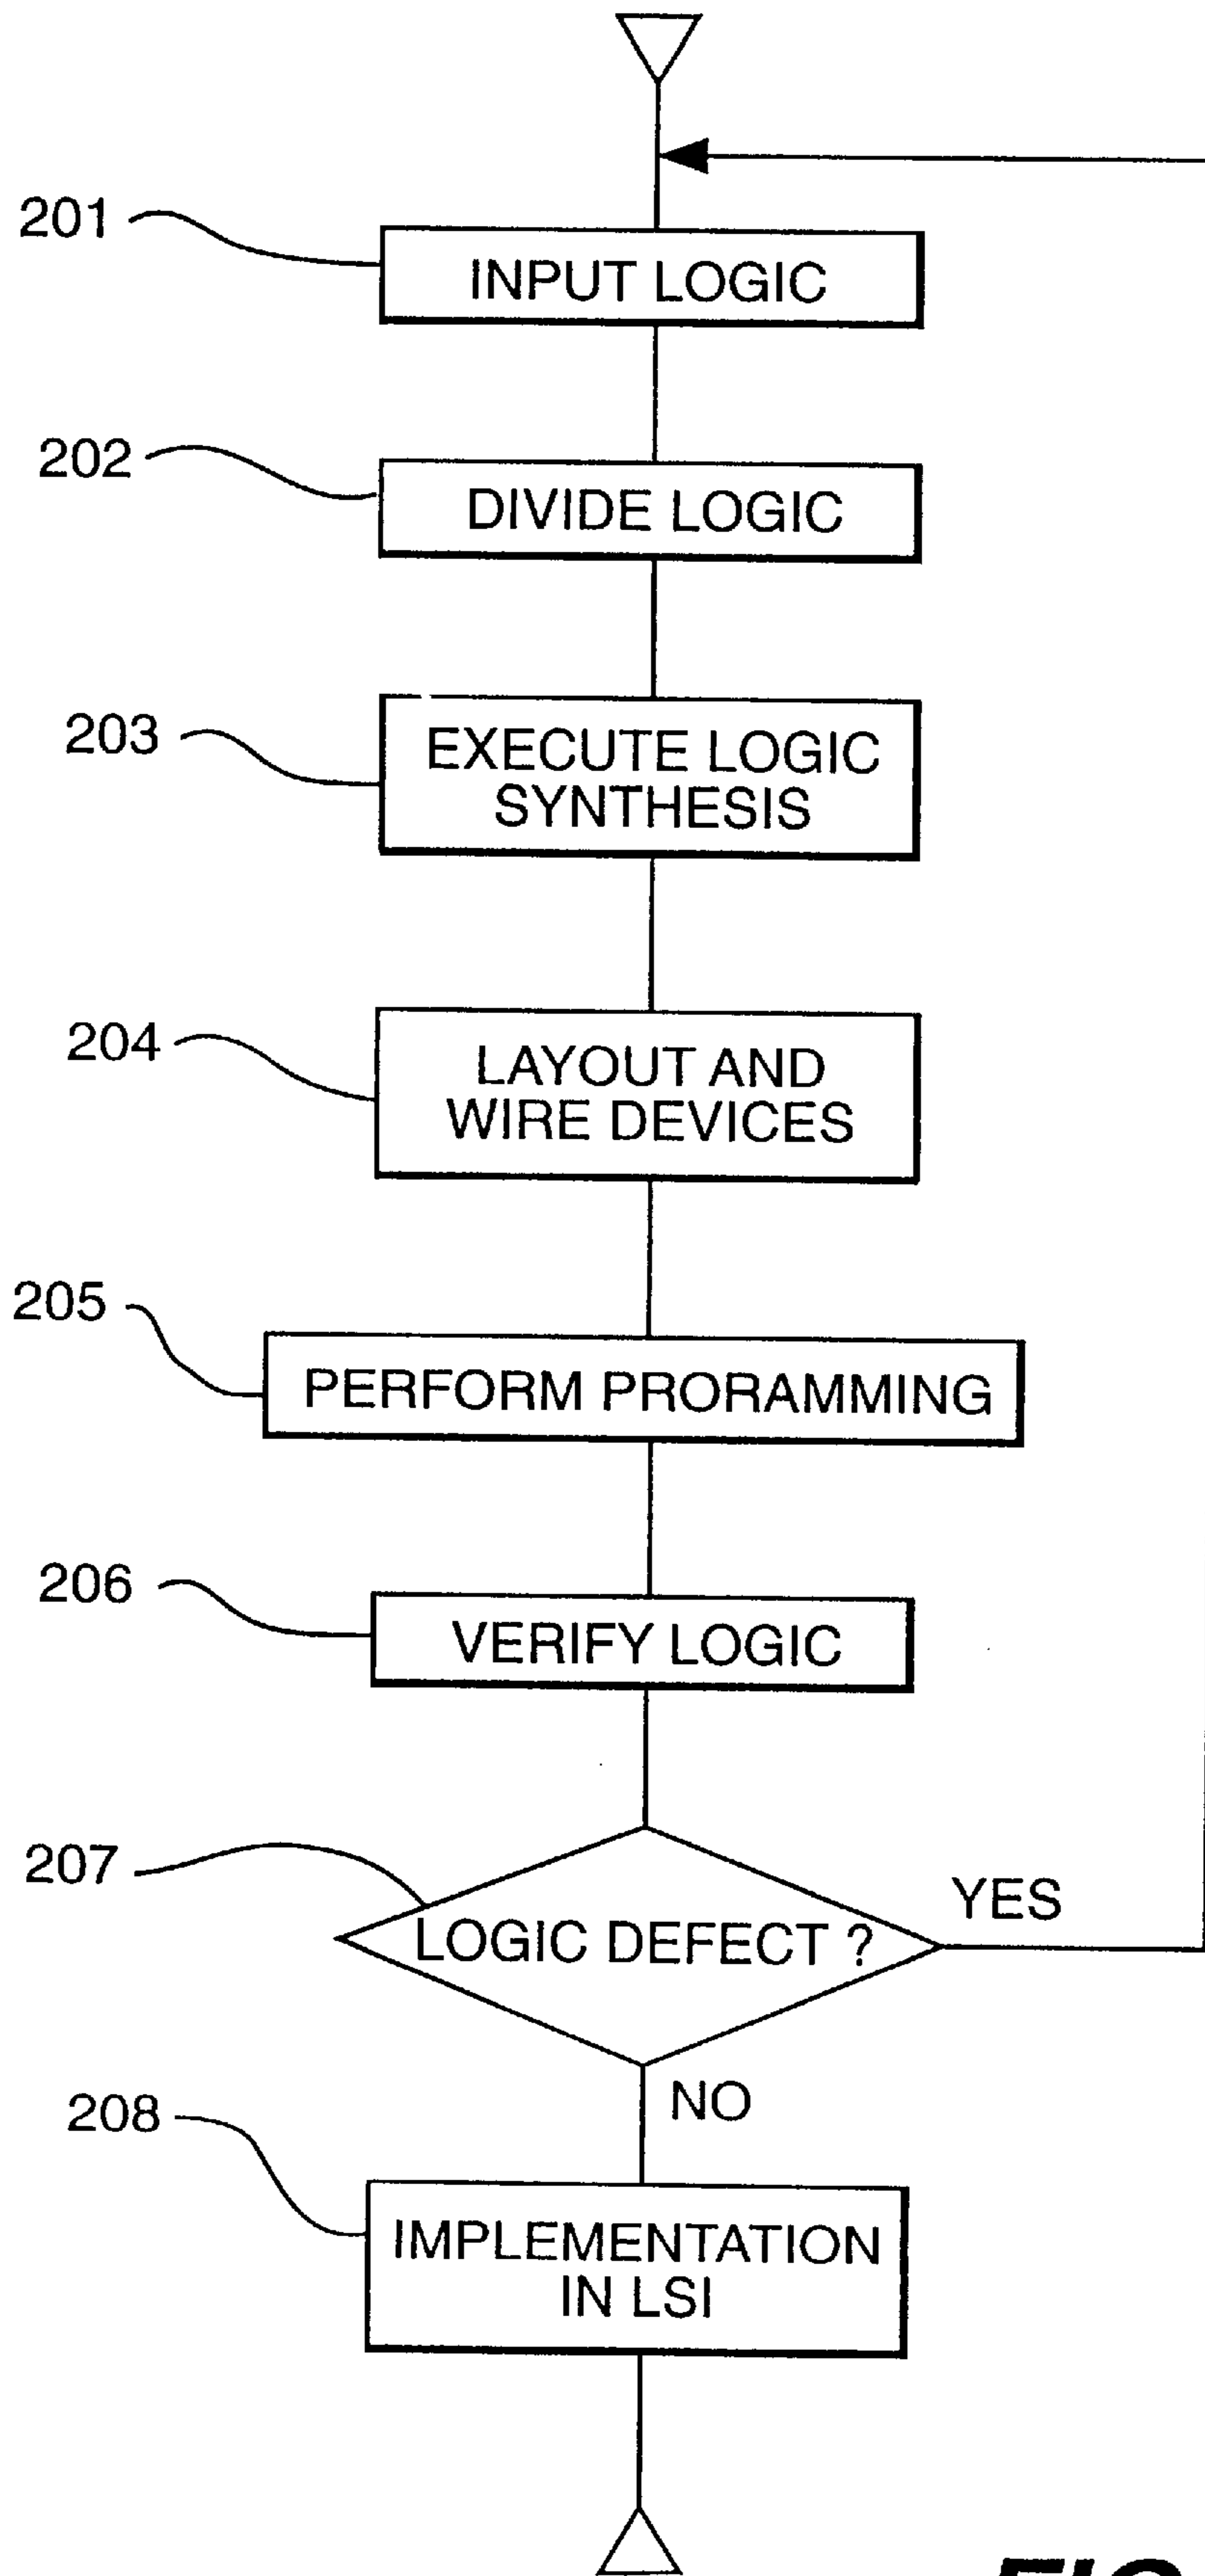 201
INPUT LOGIC
202
DIVIDE LOGIC
203
EXECUTE LOGIC
SYNTHESIS
204
LAYOUT AND
WIRE DEVICES
205
PERFORM PRORAMMING
206
VERIFY LOGIC
207
LOGIC DEFECT ?
YES
NO
208
IMPLEMENTATION
IN LSI